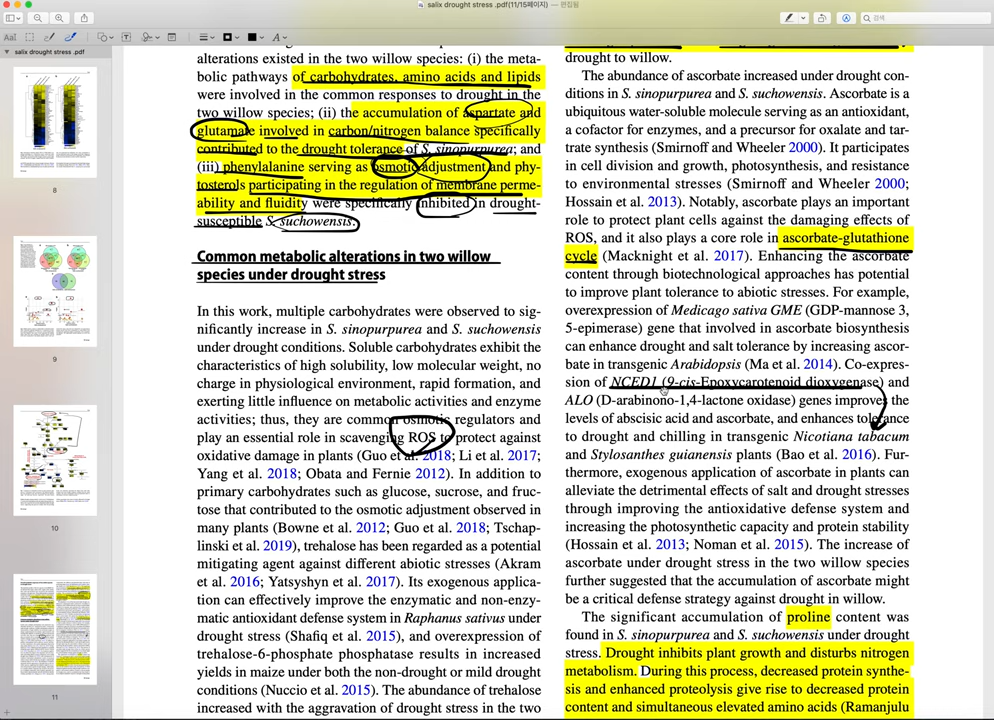 salix drought stress .pdf(11/15페이지) — 편집됨
검색
salix drought stress .pdf
8
9
10
11
alterations existed in the two willow species: (i) the meta-
bolic pathways of carbohydrates, amino acids and lipids
were involved in the common responses to drought in the
two willow species; (ii) the accumulation of aspartate and
glutamate involved in carbon/nitrogen balance specifically
contributed to the drought tolerance of S. sinopurpurea; and
(iii) phenylalanine serving as osmotic adjustment and phy-
tosterols participating in the regulation of membrane perme-
ability and fluidity were specifically inhibited in drought-
susceptible S. suchowensis.
Common metabolic alterations in two willow
species under drought stress
In this work, multiple carbohydrates were observed to sig-
nificantly increase in S. sinopurpurea and S. suchowensis
under drought conditions. Soluble carbohydrates exhibit the
characteristics of high solubility, low molecular weight, no
charge in physiological environment, rapid formation, and
exerting little influence on metabolic activities and enzyme
activities; thus, they are common osmotic regulators and
play an essential role in scavenging ROS to protect against
oxidative damage in plants (Guo et al. 2018; Li et al. 2017;
Yang et al. 2018; Obata and Fernie 2012). In addition to
primary carbohydrates such as glucose, sucrose, and fruc-
tose that contributed to the osmotic adjustment observed in
many plants (Bowne et al. 2012; Guo et al. 2018; Tschap-
linski et al. 2019), trehalose has been regarded as a potential
mitigating agent against different abiotic stresses (Akram
et al. 2016; Yatsyshyn et al. 2017). Its exogenous applica-
tion can effectively improve the enzymatic and non-enzy-
matic antioxidant defense system in Raphanus sativus under
drought stress (Shafiq et al. 2015), and overexpression of
trehalose-6-phosphate phosphatase results in increased
yields in maize under both the non-drought or mild drought
conditions (Nuccio et al. 2015). The abundance of trehalose
increased with the aggravation of drought stress in the two
drought to willow.
The abundance of ascorbate increased under drought con-
ditions in S. sinopurpurea and S. suchowensis. Ascorbate is a
ubiquitous water-soluble molecule serving as an antioxidant,
a cofactor for enzymes, and a precursor for oxalate and tar-
trate synthesis (Smirnoff and Wheeler 2000). It participates
in cell division and growth, photosynthesis, and resistance
to environmental stresses (Smirnoff and Wheeler 2000;
Hossain et al. 2013). Notably, ascorbate plays an important
role to protect plant cells against the damaging effects of
ROS, and it also plays a core role in ascorbate-glutathione
cycle (Macknight et al. 2017). Enhancing the ascorbate
content through biotechnological approaches has potential
to improve plant tolerance to abiotic stresses. For example,
overexpression of Medicago sativa GME (GDP-mannose 3,
5-epimerase) gene that involved in ascorbate biosynthesis
can enhance drought and salt tolerance by increasing ascor-
bate in transgenic Arabidopsis (Ma et al. 2014). Co-expres-
sion of NCED1 (9-cis-Epoxycarotenoid dioxygenase) and
ALO (D-arabinono-1,4-lactone oxidase) genes improves the
levels of abscisic acid and ascorbate, and enhances tolerance
to drought and chilling in transgenic Nicotiana tabacum
and Stylosanthes guianensis plants (Bao et al. 2016). Fur-
thermore, exogenous application of ascorbate in plants can
alleviate the detrimental effects of salt and drought stresses
through improving the antioxidative defense system and
increasing the photosynthetic capacity and protein stability
(Hossain et al. 2013; Noman et al. 2015). The increase of
ascorbate under drought stress in the two willow species
further suggested that the accumulation of ascorbate might
be a critical defense strategy against drought in willow.
The significant accumulation of proline content was
found in S. sinopurpurea and S. suchowensis under drought
stress. Drought inhibits plant growth and disturbs nitrogen
metabolism. During this process, decreased protein synthe-
sis and enhanced proteolysis give rise to decreased protein
content and simultaneous elevated amino acids (Ramanjulu